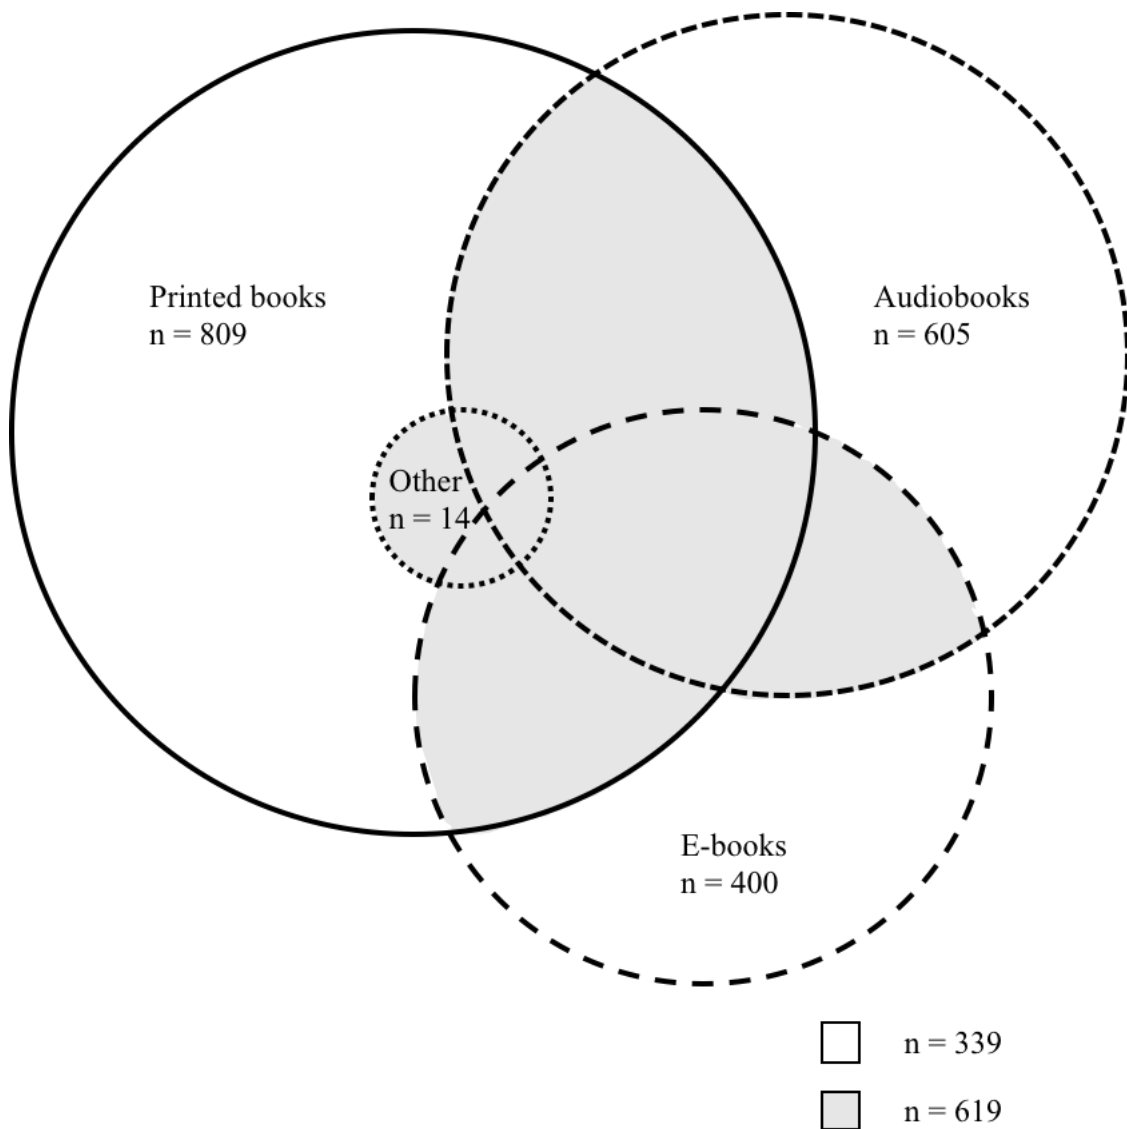 Printed books
n = 809
Audiobooks
n = 605
Other
n = 14
E-books
n = 400
n = 339
n = 619